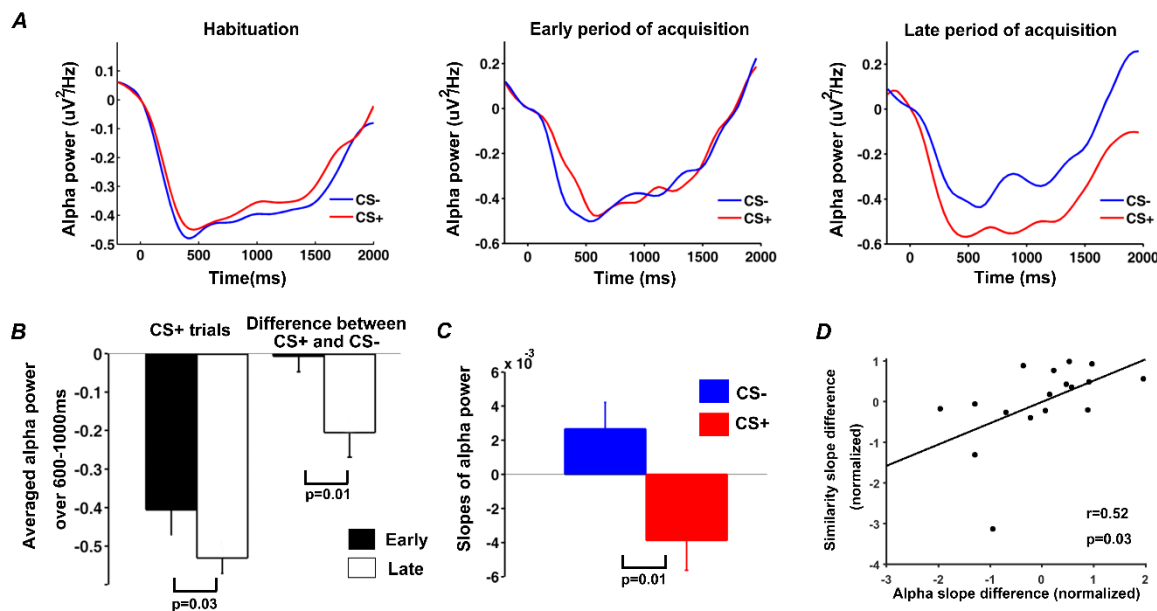 A
Habituation
Alpha power (uV2/Hz)
0.1
0
-0.1
-0.2
-0.3
-0.4
-0.5
0
500
1000
1500
2000
Time(ms)
CS-
CS+
Early period of acquisition
Alpha power (uV2/Hz)
0.2
0
-0.2
-0.4
-0.6
0
500
1000
1500
2000
Time (ms)
CS-
CS+
Late period of acquisition
Alpha power (uV2/Hz)
0.2
0
-0.2
-0.4
-0.6
0
500
1000
1500
2000
Time (ms)
CS-
CS+
B
CS+ trials
Difference between
CS+ and CS-
Averaged alpha power
over 600-1000ms
0
-0.1
-0.2
-0.3
-0.4
-0.5
p=0.03
p=0.01
Early
Late
C
x 10-3
Slopes of alpha power
6
4
2
0
-2
-4
-6
CS-
CS+
p=0.01
D
Similarity slope difference
(normalized)
1
0
-1
-2
-3
-4
r=0.52
p=0.03
-3
-2
-1
0
1
2
Alpha slope difference (normalized)